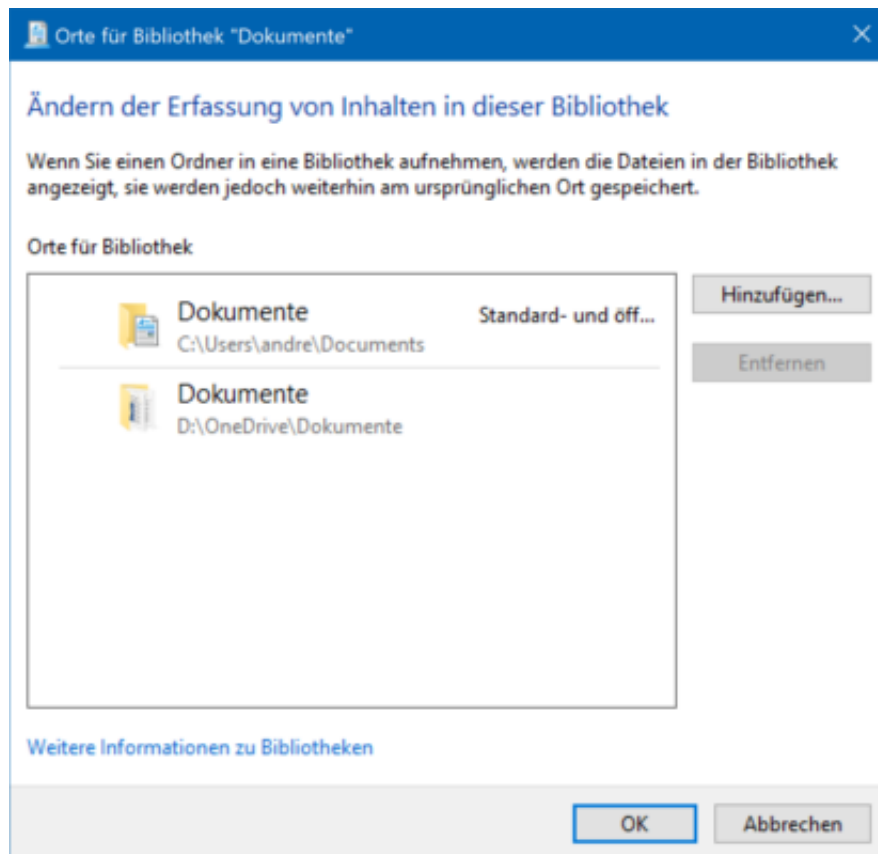 Orte für Bibliothek "Dokumente"
Ändern der Erfassung von Inhalten in dieser Bibliothek
Wenn Sie einen Ordner in eine Bibliothek aufnehmen, werden die Dateien in der Bibliothek
angezeigt, sie werden jedoch weiterhin am ursprünglichen Ort gespeichert.
Orte für Bibliothek
Dokumente Standard- und öff...
C:\Users\andre\Documents
Dokumente
D:\OneDrive\Dokumente
Hinzufügen...
Entfernen
Weitere Informationen zu Bibliotheken
OK Abbrechen